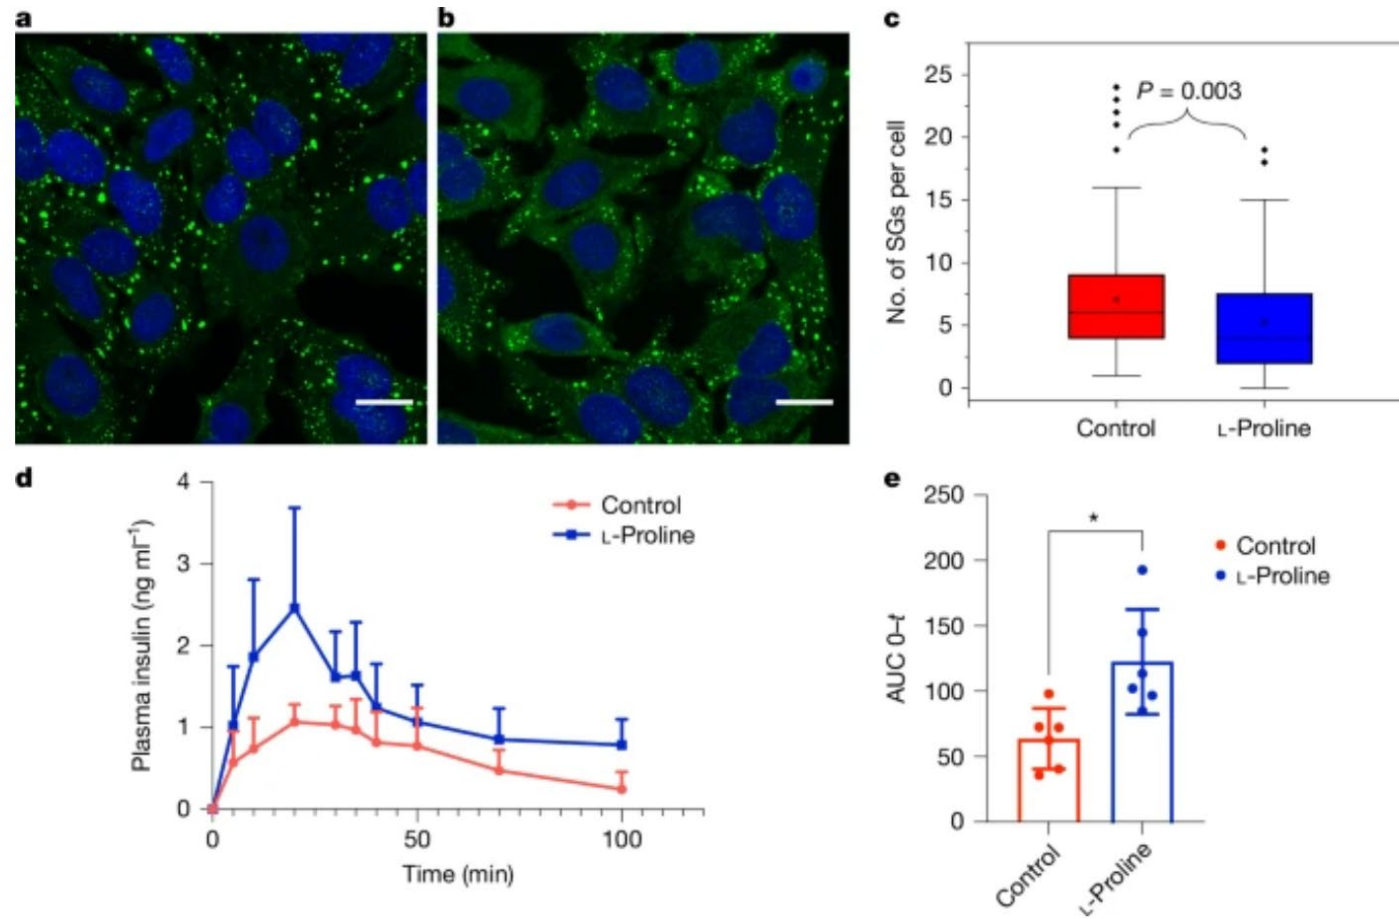 a
b
c
25
20
15
10
5
0
No. of SGs per cell
P = 0.003
Control
L-Proline
d
4
3
2
1
0
Plasma insulin (ng ml⁻¹)
Control
L-Proline
0
50
100
Time (min)
e
250
200
150
100
50
0
AUC 0–t
*
Control
L-Proline
Control
L-Proline